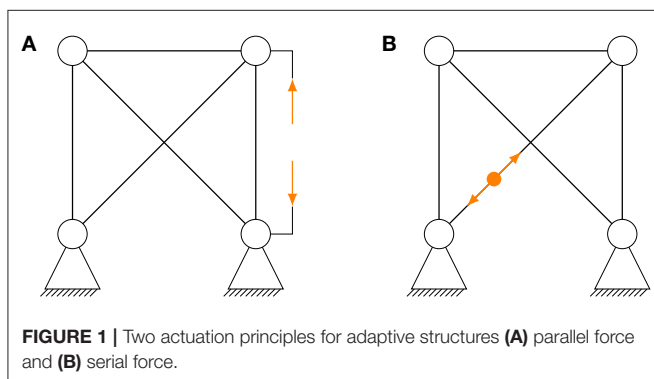 A
B
FIGURE 1 | Two actuation principles for adaptive structures (A) parallel force
and (B) serial force.